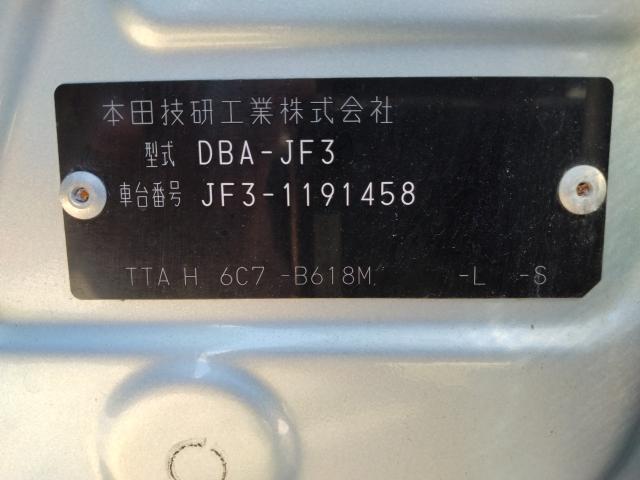 本田技研工業株式会社
型式 DBA-JF3
車台番号 JF3-1191458
TTA H 6C7 -B618M -L -S